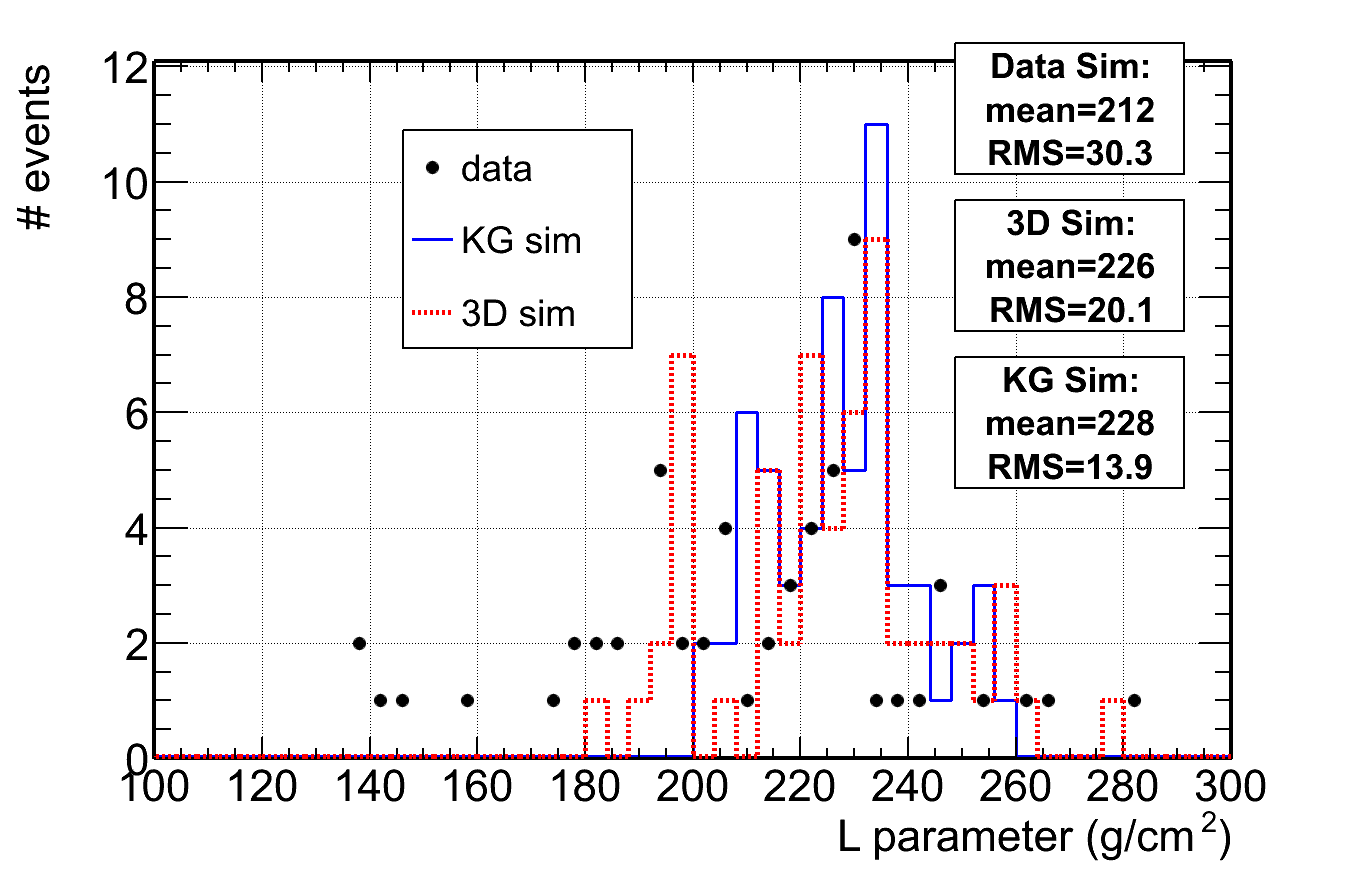 # events
12
10
8
6
4
2
0
data
KG sim
3D sim
Data Sim:
mean=212
RMS=30.3
3D Sim:
mean=226
RMS=20.1
KG Sim:
mean=228
RMS=13.9
100 120 140 160 180 200 220 240 260 280 300
L parameter (g/cm²)